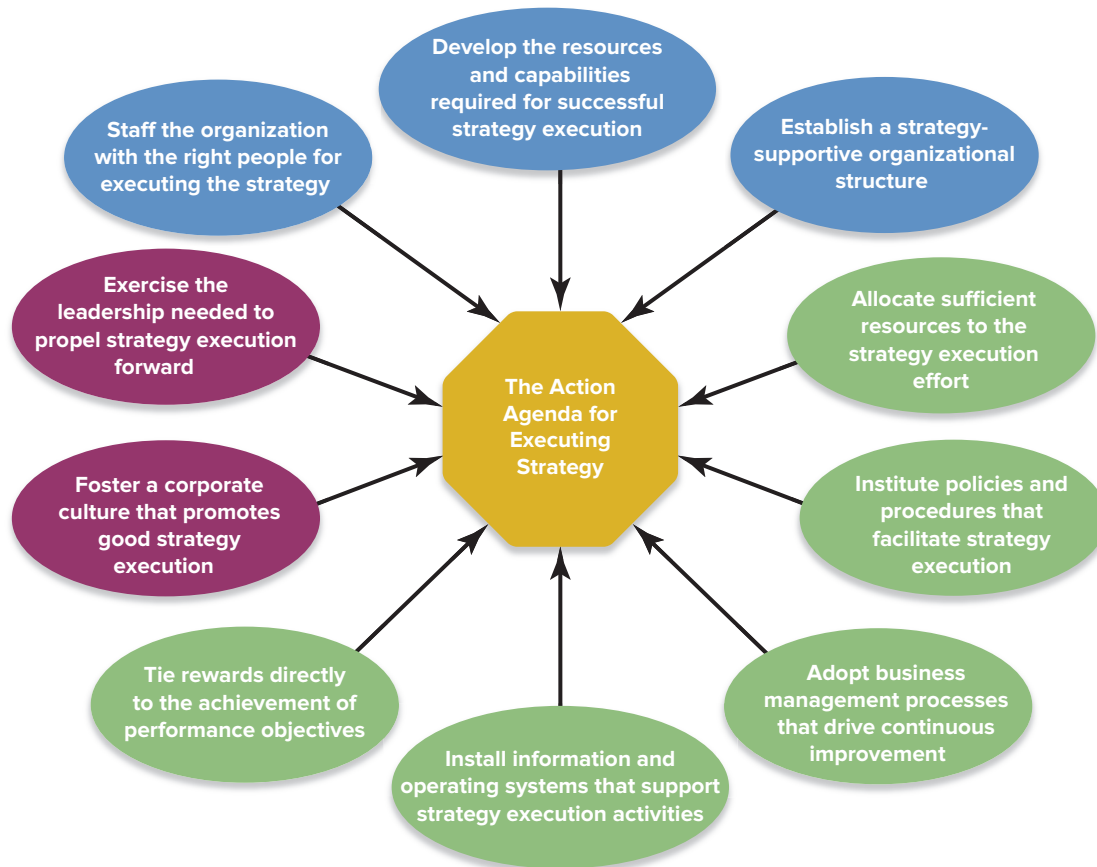 Develop the resources
and capabilities
required for successful
strategy execution
Staff the organization
with the right people for
executing the strategy
Establish a strategy-
supportive organizational
structure
Exercise the
leadership needed to
propel strategy execution
forward
Allocate sufficient
resources to the
strategy execution
effort
The Action
Agenda for
Executing
Strategy
Foster a corporate
culture that promotes
good strategy
execution
Institute policies and
procedures that
facilitate strategy
execution
Tie rewards directly
to the achievement of
performance objectives
Adopt business
management processes
that drive continuous
improvement
Install information and
operating systems that support
strategy execution activities